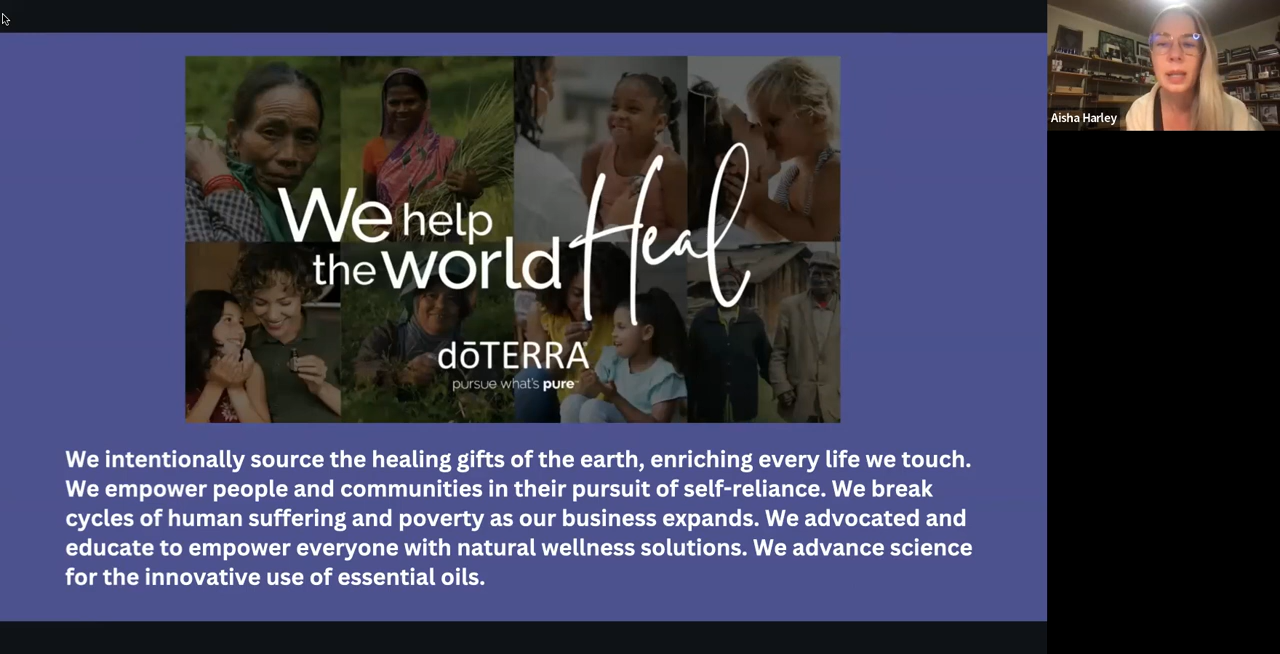 We help
the world Heal
dōTERRA
pursue what's pure™
We intentionally source the healing gifts of the earth, enriching every life we touch.
We empower people and communities in their pursuit of self-reliance. We break
cycles of human suffering and poverty as our business expands. We advocated and
educate to empower everyone with natural wellness solutions. We advance science
for the innovative use of essential oils.
Aisha Harley